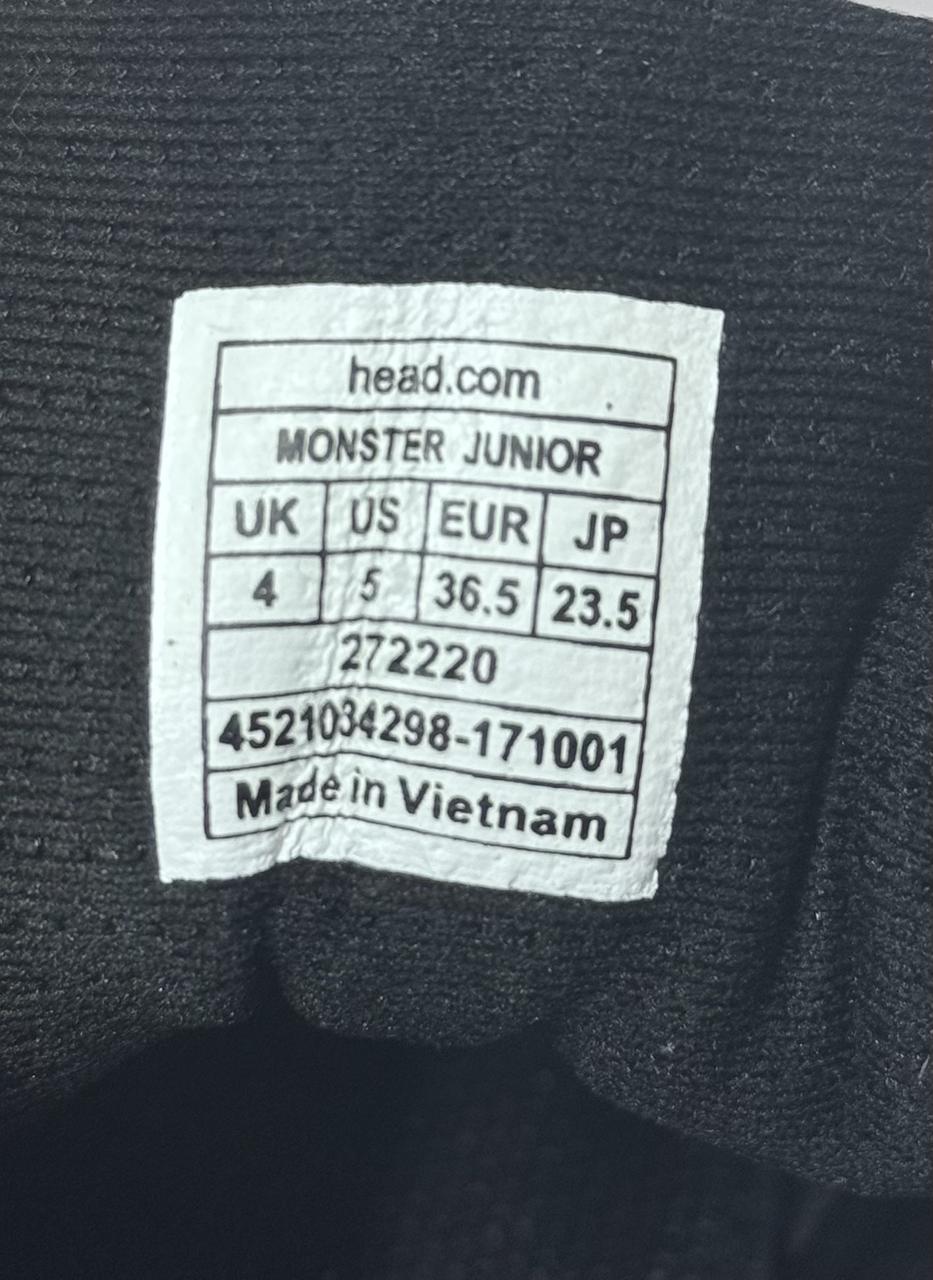 head.com
MONSTER JUNIOR
UK US EUR JP
4 5 36.5 23.5
272220
4521034298-171001
Made in Vietnam